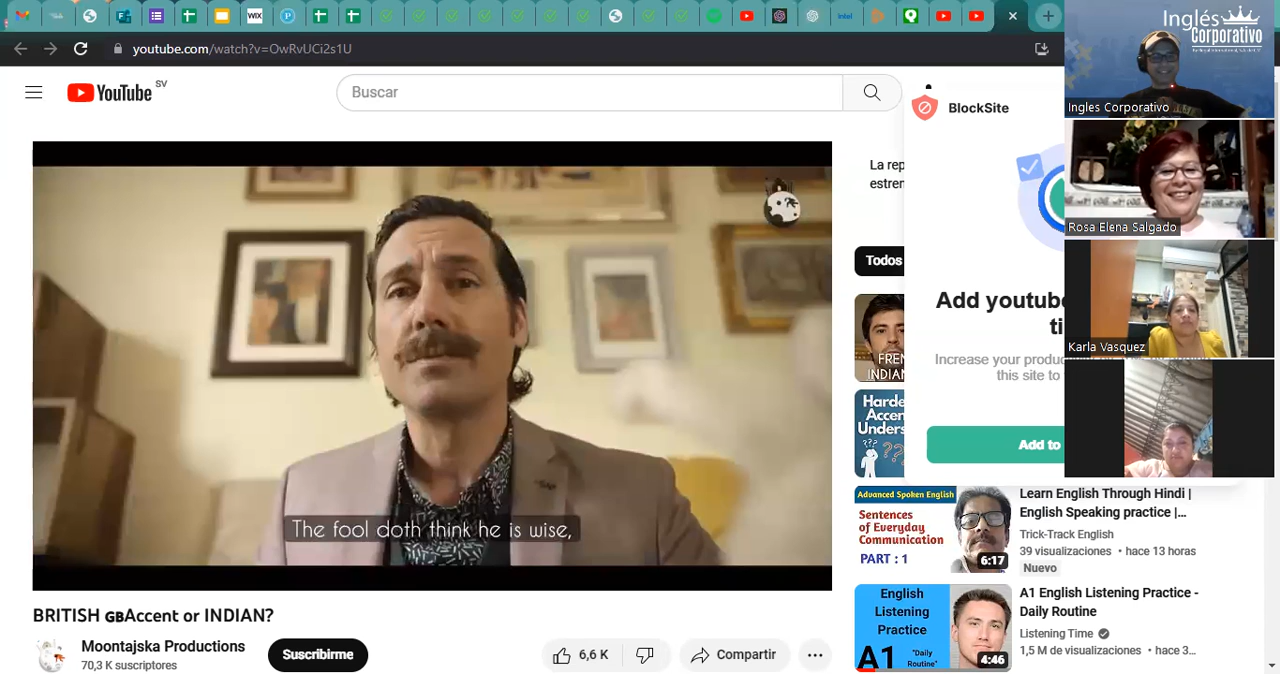 youtube.com/watch?v=OwRvUCi2s1U
YouTube SV
Buscar
BlockSite
La rep
estren
Todos
Add youtube
ti
Increase your produc
this site to
Add to
The fool doth think he is wise,
BRITISH GBAccent or INDIAN?
Moontajska Productions
70,3 K suscriptores
Suscribirme
6,6 K
Compartir
FREN
INDIAN
Harde
Accen
Unders
Advanced Spoken English
Sentences
of Everyday
Communication
PART : 1
6:17
Learn English Through Hindi |
English Speaking practice |...
Trick-Track English
39 visualizaciones • hace 13 horas
Nuevo
English
Listening
Practice
A1
"Daily
Routine"
4:46
A1 English Listening Practice -
Daily Routine
Listening Time
1,5 M de visualizaciones • hace 3...
Inglés
Corporativo
Ingles Corporativo
Rosa Elena Salgado
Karla Vasquez
WIX
intel